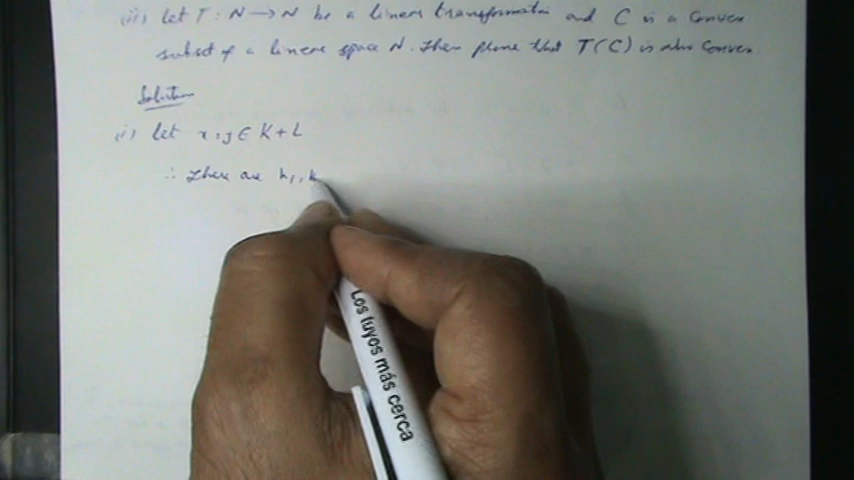 (ii) let T : N → N be a linear transformation and C is a convex
subset of a linear space N. Then prove that T(C) is also convex
Solution
(i) let x, y ∈ K + L
∴ there are k₁, k
Los tuyos más cerca